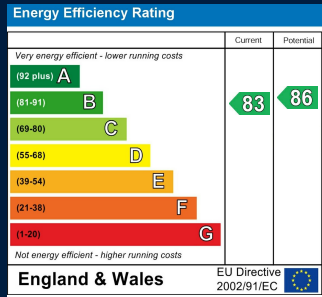 Energy Efficiency Rating
Current Potential
Very energy efficient - lower running costs
(92 plus) A
(81-91) B
83 86
(69-80) C
(55-68) D
(39-54) E
(21-38) F
(1-20) G
Not energy efficient - higher running costs
England & Wales
EU Directive
2002/91/EC